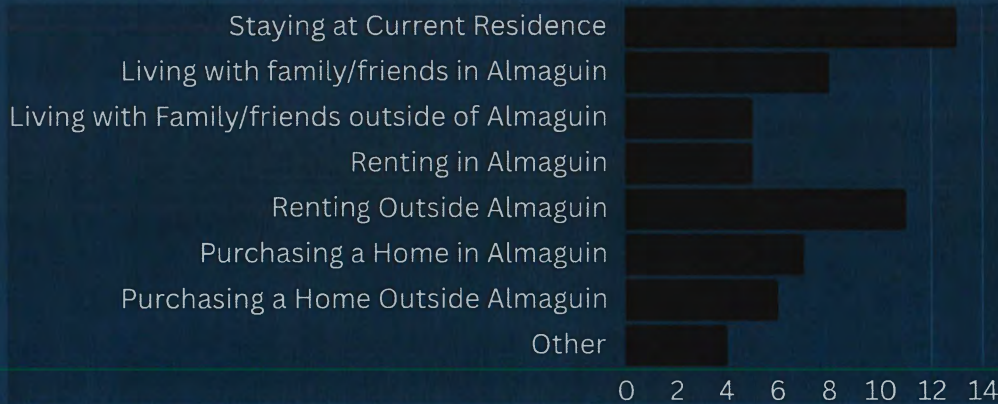 Staying at Current Residence
Living with family/friends in Almaguin
Living with Family/friends outside of Almaguin
Renting in Almaguin
Renting Outside Almaguin
Purchasing a Home in Almaguin
Purchasing a Home Outside Almaguin
Other
0 2 4 6 8 10 12 14